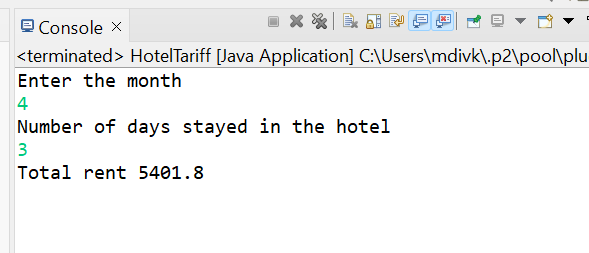 Console
<terminated> HotelTariff [Java Application] C:\Users\mdivk\.p2\pool\plu
Enter the month
4
Number of days stayed in the hotel
3
Total rent 5401.8